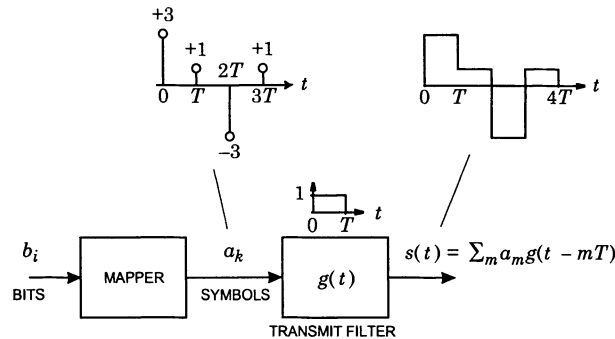 +3
+1
+1
2T
t
0
T
3T
−3
t
0
T
4T
1
t
0
T
b_i
BITS
MAPPER
a_k
SYMBOLS
g(t)
TRANSMIT FILTER
s(t) = ∑_m a_m g(t − mT)